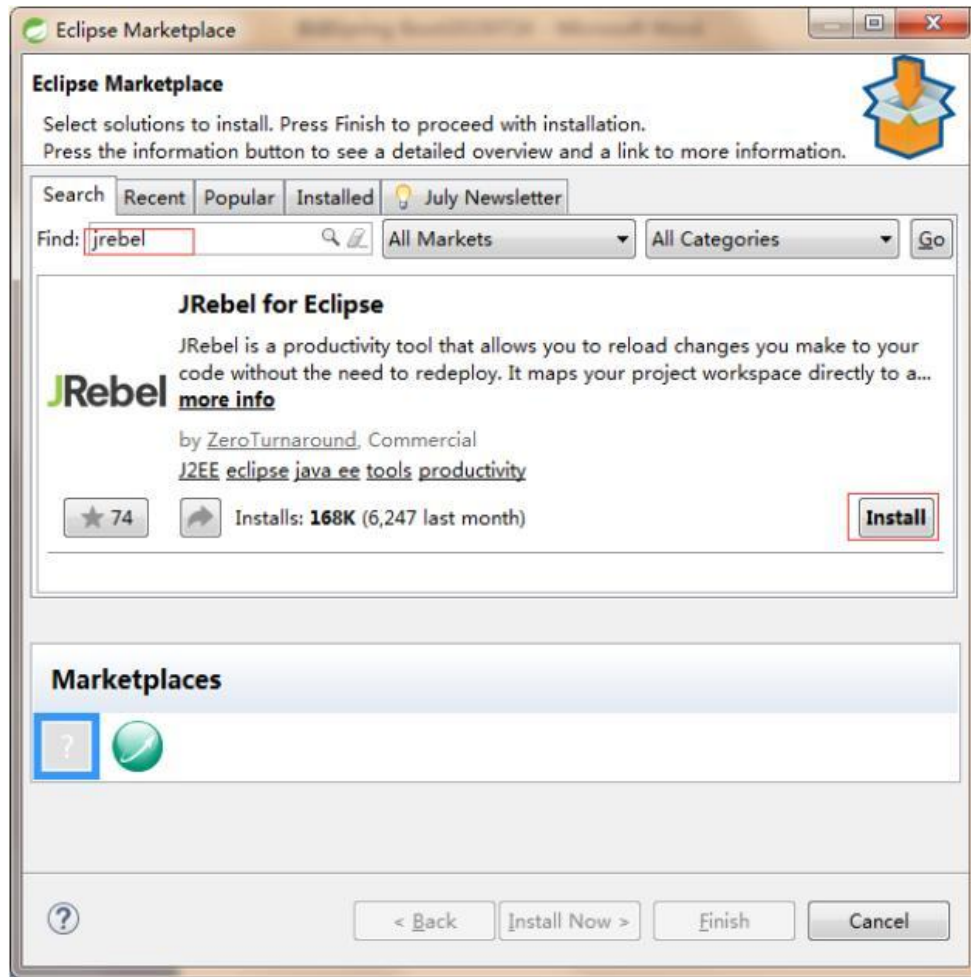 Eclipse Marketplace
Eclipse Marketplace
Select solutions to install. Press Finish to proceed with installation.
Press the information button to see a detailed overview and a link to more information.
Search Recent Popular Installed July Newsletter
Find: jrebel All Markets All Categories Go
JRebel for Eclipse
JRebel is a productivity tool that allows you to reload changes you make to your
code without the need to redeploy. It maps your project workspace directly to a...
JRebel
more info
by ZeroTurnaround, Commercial
J2EE eclipse java ee tools productivity
74 Installs: 168K (6,247 last month) Install
Marketplaces
?
? < Back Install Now > Finish Cancel